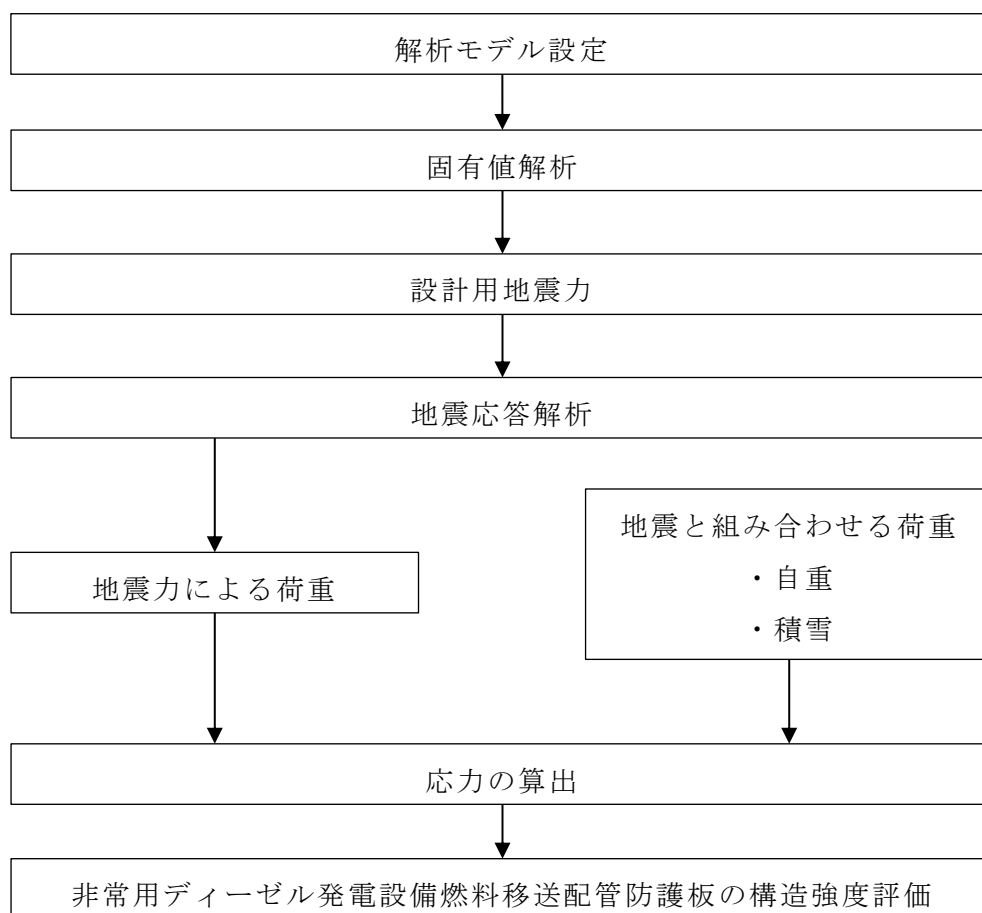 解析モデル設定
固有値解析
設計用地震力
地震応答解析
地震と組み合わせる荷重
・自重
・積雪
地震力による荷重
応力の算出
非常用ディーゼル発電設備燃料移送配管防護板の構造強度評価